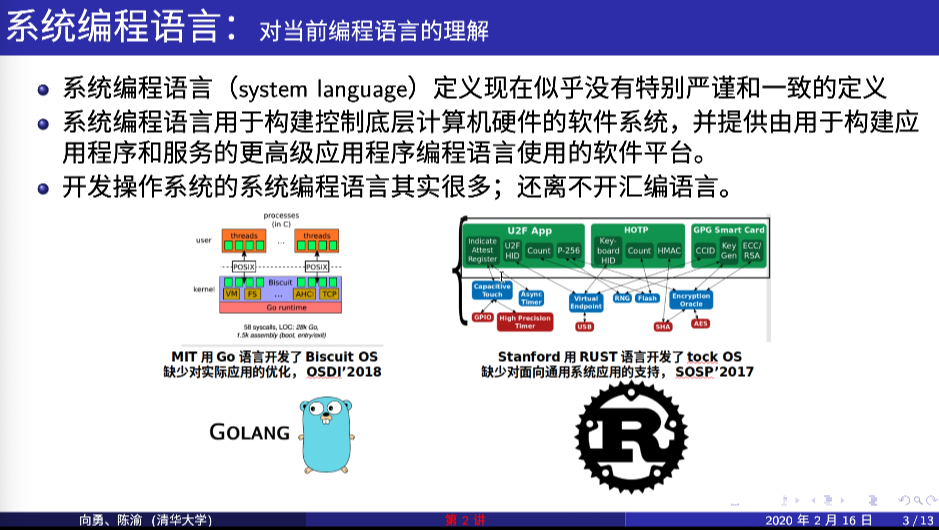 系统编程语言：对当前编程语言的理解
系统编程语言（system language）定义现在似乎没有特别严谨和一致的定义
系统编程语言用于构建控制底层计算机硬件的软件系统，并提供由用于构建应
用程序和服务的更高级应用程序编程语言使用的软件平台。
开发操作系统的系统编程语言其实很多；还离不开汇编语言。
processes
(in C)
user
threads
...
threads
POSIX
POSIX
kernel
Biscuit
VM
FS
...
AHCI
TCP
Go runtime
58 syscalls, LOC: 28k Go,
1.5k assembly (boot, entry/exit)
U2F App
HOTP
GPG Smart Card
Indicate
Attest
Register
U2F
HID
Count
P-256
Key-
board
HID
Count
HMAC
CCID
Key
Gen
ECC/
RSA
Capacitive
Touch
Async
Timer
Virtual
Endpoint
RNG
Flash
Encryption
Oracle
GPIO
High Precision
Timer
USB
SHA
AES
MIT 用 Go 语言开发了 Biscuit OS
缺少对实际应用的优化， OSDI'2018
Stanford 用 RUST 语言开发了 tock OS
缺少对面向通用系统应用的支持， SOSP'2017
GOLANG
R
向勇、陈渝 (清华大学)
第 2 讲
2020 年 2 月 16 日
3 / 13